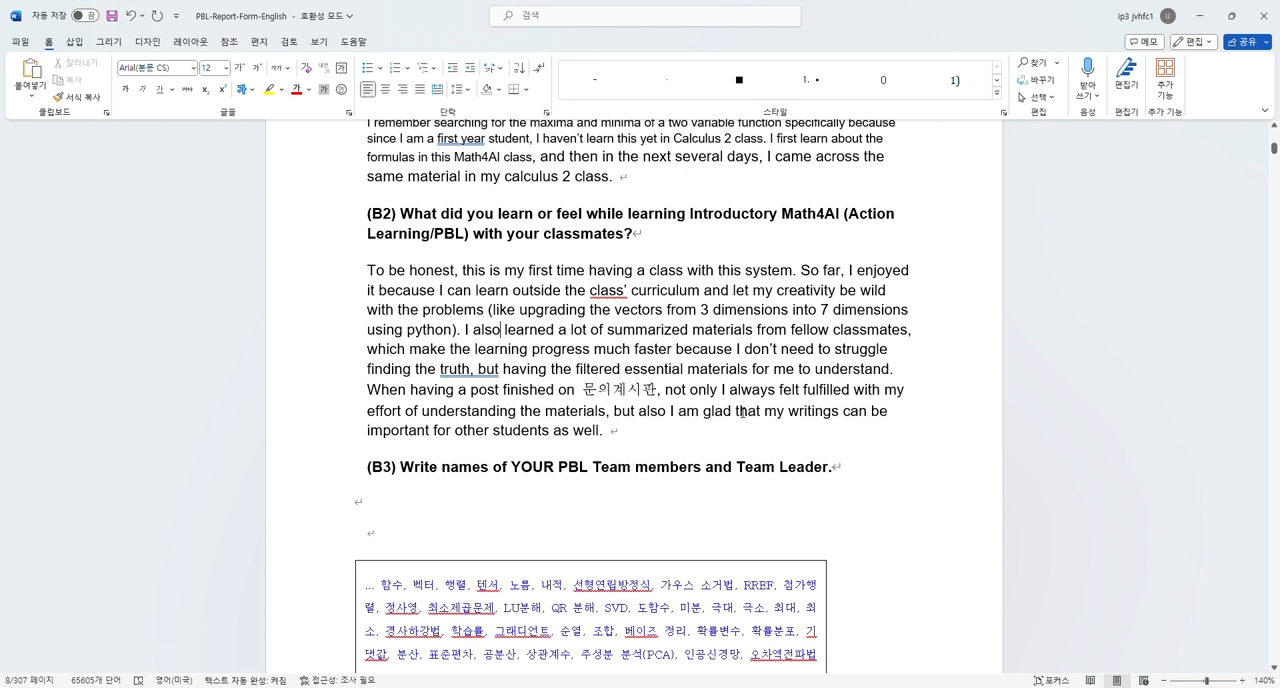 자동 저장 끔 PBL-Report-Form-English - 호환성 모드 검색 ip3 jvhfc1 U
파일 홈 삽입 그리기 디자인 레이아웃 참조 편지 검토 보기 도움말 메모 편집 공유
붙여넣기 잘라내기 복사 서식 복사 클립보드
Arial(본문 CS) 12 글꼴
단락
- . ■ 1. • 0 1) 스타일
찾기 바꾸기 선택 편집
받아쓰기 음성
편집기 편집기
추가 기능 추가 기능
I remember searching for the maxima and minima of a two variable function specifically because
since I am a first year student, I haven't learn this yet in Calculus 2 class. I first learn about the
formulas in this Math4AI class, and then in the next several days, I came across the
same material in my calculus 2 class.
(B2) What did you learn or feel while learning Introductory Math4AI (Action
Learning/PBL) with your classmates?
To be honest, this is my first time having a class with this system. So far, I enjoyed
it because I can learn outside the class' curriculum and let my creativity be wild
with the problems (like upgrading the vectors from 3 dimensions into 7 dimensions
using python). I also learned a lot of summarized materials from fellow classmates,
which make the learning progress much faster because I don't need to struggle
finding the truth, but having the filtered essential materials for me to understand.
When having a post finished on 문의게시판, not only I always felt fulfilled with my
effort of understanding the materials, but also I am glad that my writings can be
important for other students as well.
(B3) Write names of YOUR PBL Team members and Team Leader.
... 함수, 벡터, 행렬, 텐서, 노름, 내적, 선형연립방정식, 가우스 소거법, RREF, 첨가행
렬, 정사영, 최소제곱문제, LU분해, QR 분해, SVD, 도함수, 미분, 극대, 극소, 최대, 최
소, 경사하강법, 학습률, 그래디언트, 순열, 조합, 베이즈 정리, 확률변수, 확률분포, 기
댓값, 분산, 표준편차, 공분산, 상관계수, 주성분 분석(PCA), 인공신경망, 오차역전파법
8/307 페이지 65605개 단어 영어(미국) 텍스트 자동 완성: 켜짐 접근성: 조사 필요 포커스 140%